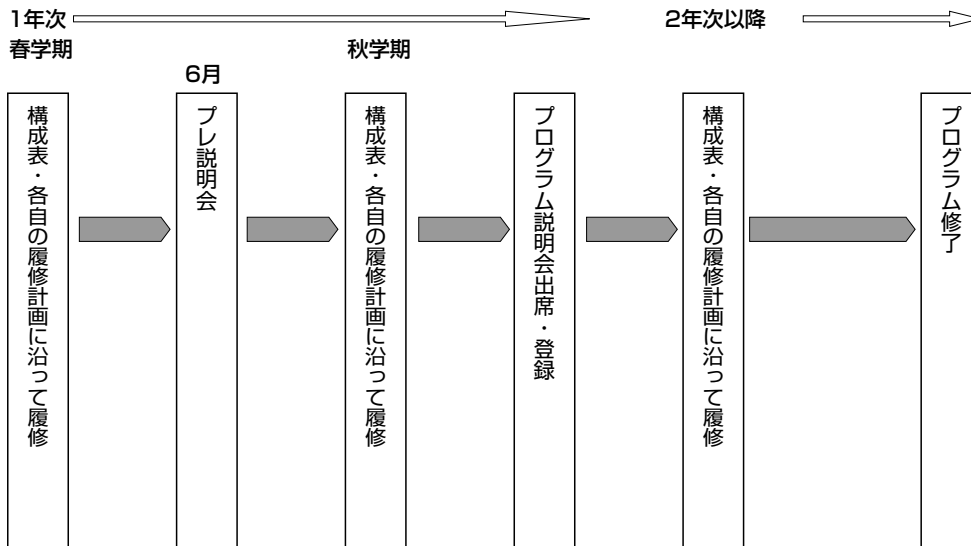 1年次
2年次以降
春学期
秋学期
6月
構成表・各自の履修計画に沿って履修
プレ説明会
構成表・各自の履修計画に沿って履修
プログラム説明会出席・登録
構成表・各自の履修計画に沿って履修
プログラム修了